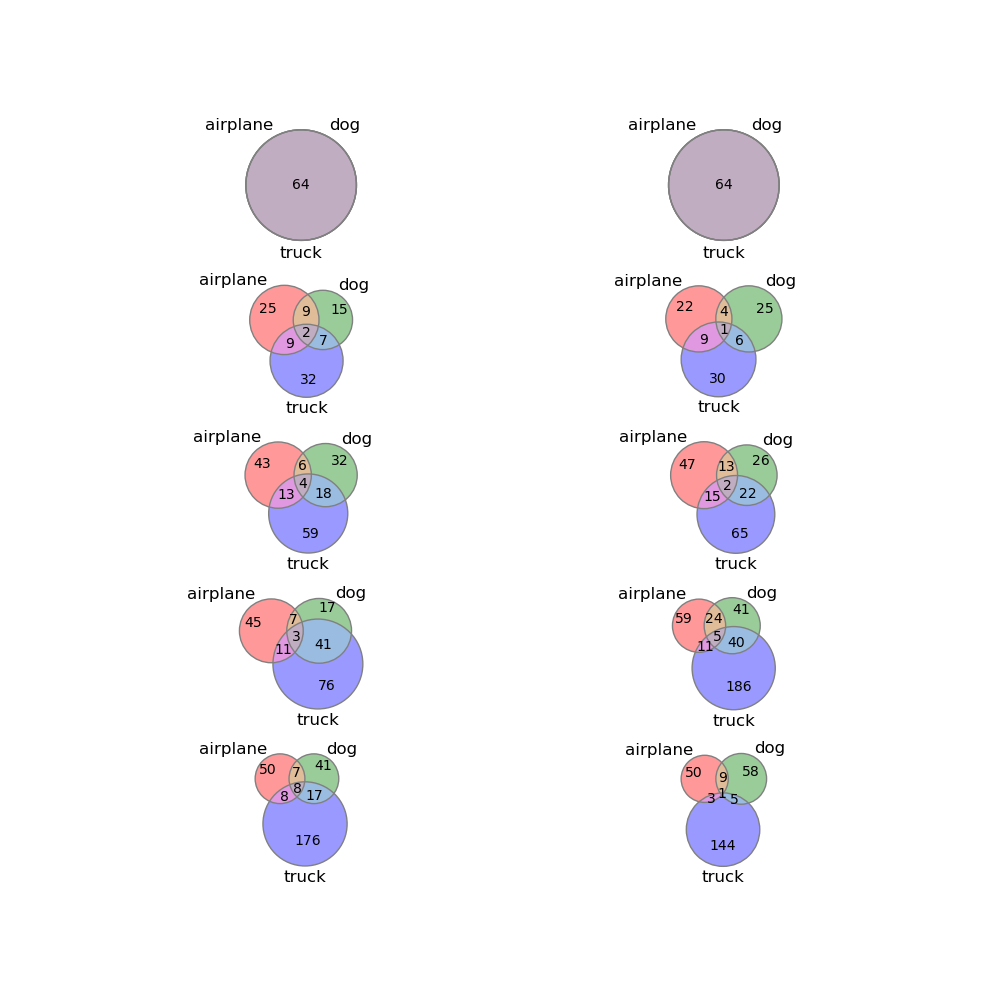 airplane dog airplane dog
64 64
truck truck
airplane dog airplane dog
25 9 15 22 4 25
2 1
9 7 9 6
32 30
truck truck
airplane dog airplane dog
43 6 32 47 13 26
4 2
13 18 15 22
59 65
truck truck
airplane dog airplane dog
45 7 17 59 24 41
3 5
11 41 11 40
76 186
truck truck
airplane dog airplane dog
50 7 41 50 9 58
8 1
8 17 3 5
176 144
truck truck